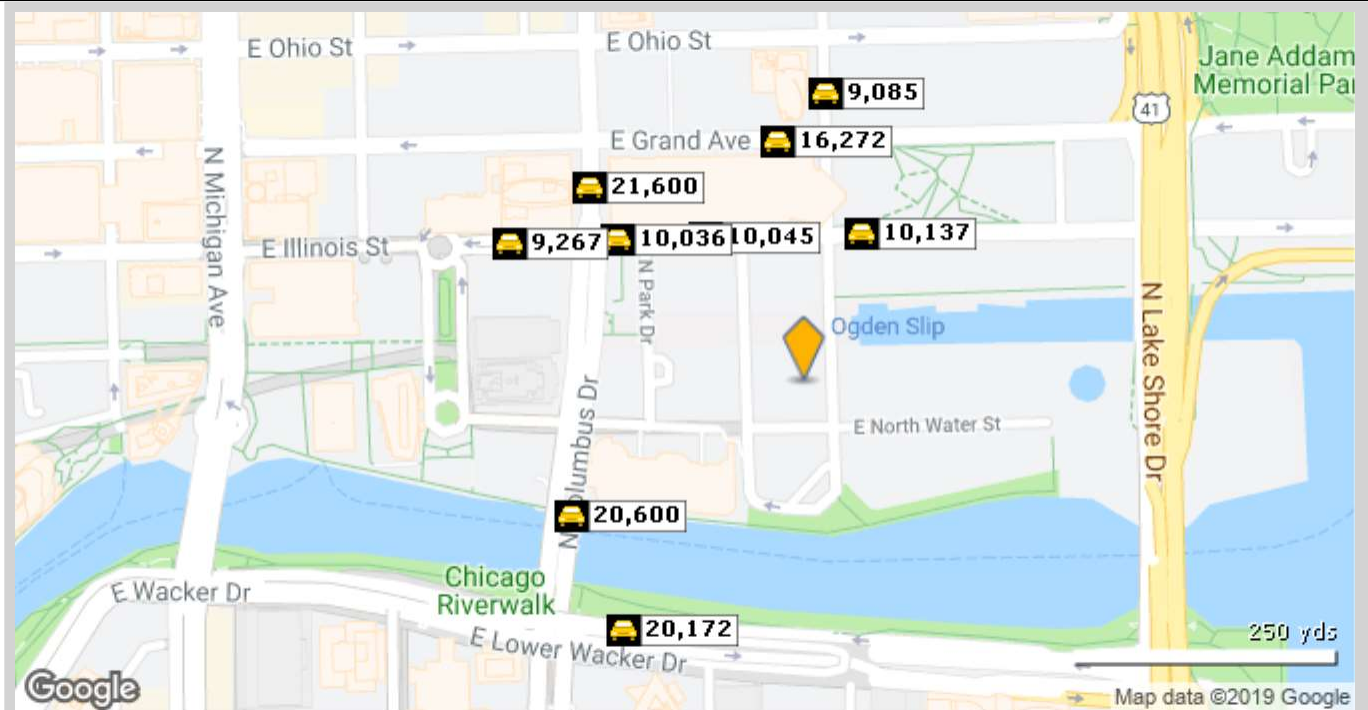 E Ohio St
E Ohio St
Jane Addam
Memorial Par
41
9,085
E Grand Ave
16,272
N Michigan Ave
21,600
E Illinois St
9,267
10,036
10,045
10,137
N Park Dr
N Lake Shore Dr
Ogden Slip
N Columbus Dr
E North Water St
20,600
Chicago
Riverwalk
E Wacker Dr
20,172
E Lower Wacker Dr
250 yds
Google
Map data ©2019 Google